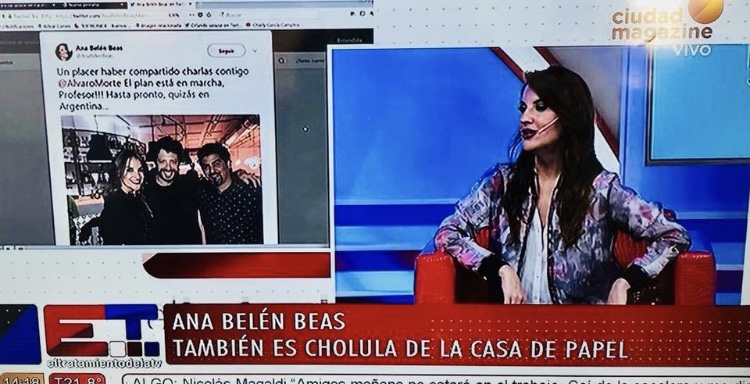 ciudad
magazine
VIVO
Ana Belén Beas
Seguir
Un placer haber compartido charlas contigo
@AlvaroMorte El plan está en marcha,
Profesor!!! Hasta pronto, quizás en
Argentina...
ET
eltratamientodelatv
ANA BELÉN BEAS
TAMBIÉN ES CHOLULA DE LA CASA DE PAPEL
14:18
T21.8°
ALGO: Nicolás Magaldi "Amigos mañana no estaré en el trabajo.